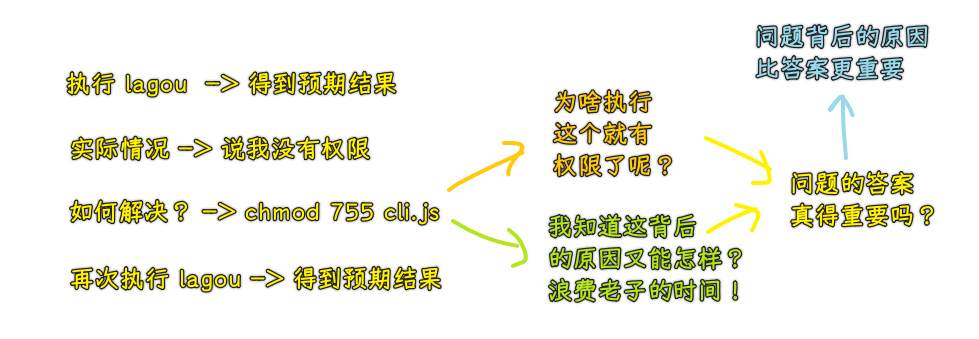 执行 lagou -> 得到预期结果
实际情况 -> 说我没有权限
如何解决？ -> chmod 755 cli.js
再次执行 lagou -> 得到预期结果
为啥执行
这个就有
权限了呢？
我知道这背后
的原因又能怎样？
浪费老子的时间！
问题的答案
真得重要吗？
问题背后的原因
比答案更重要